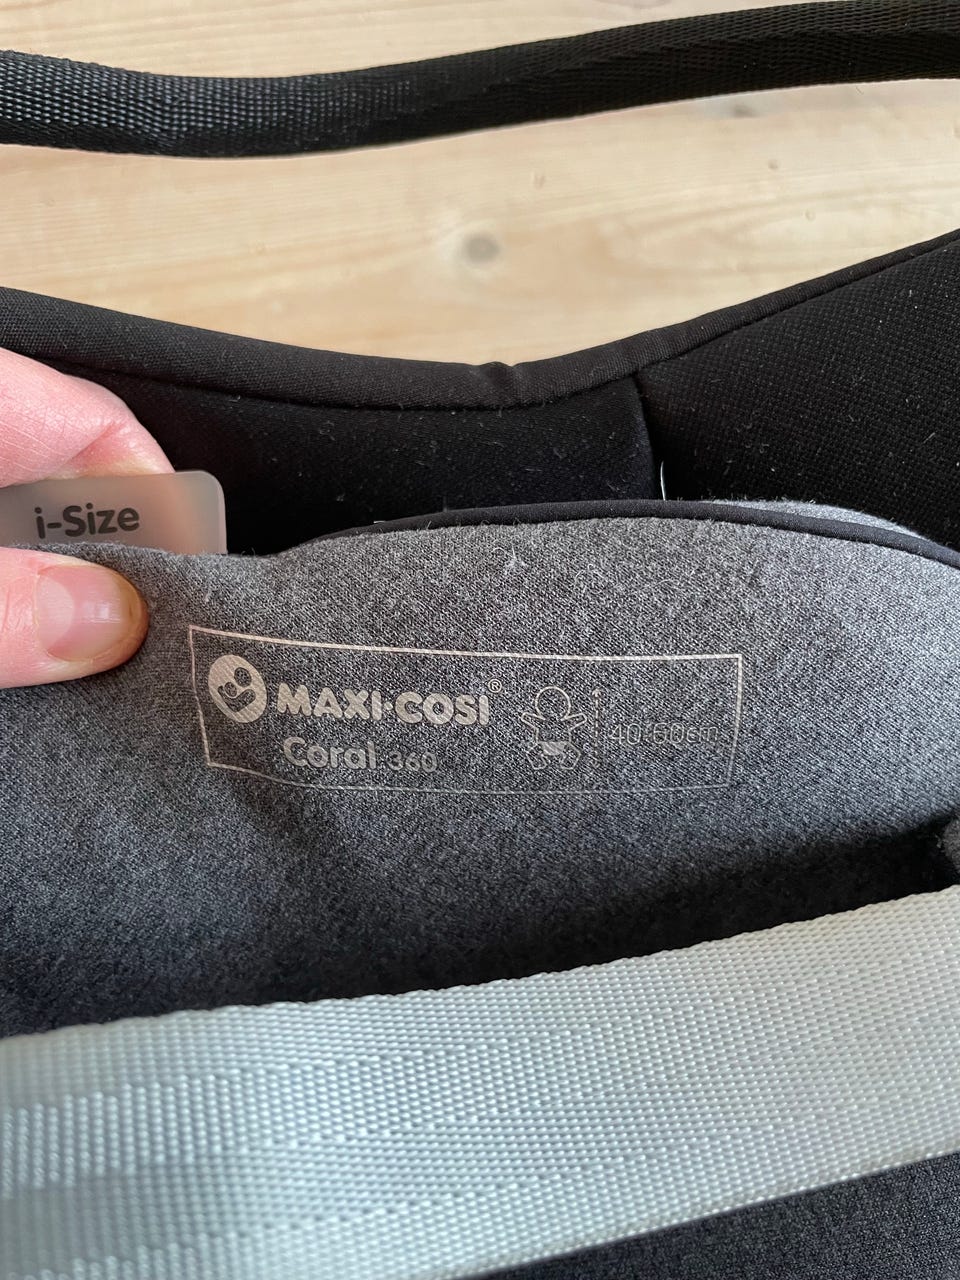 i-Size
MAXI-COSI®
Coral 360
40-60cm